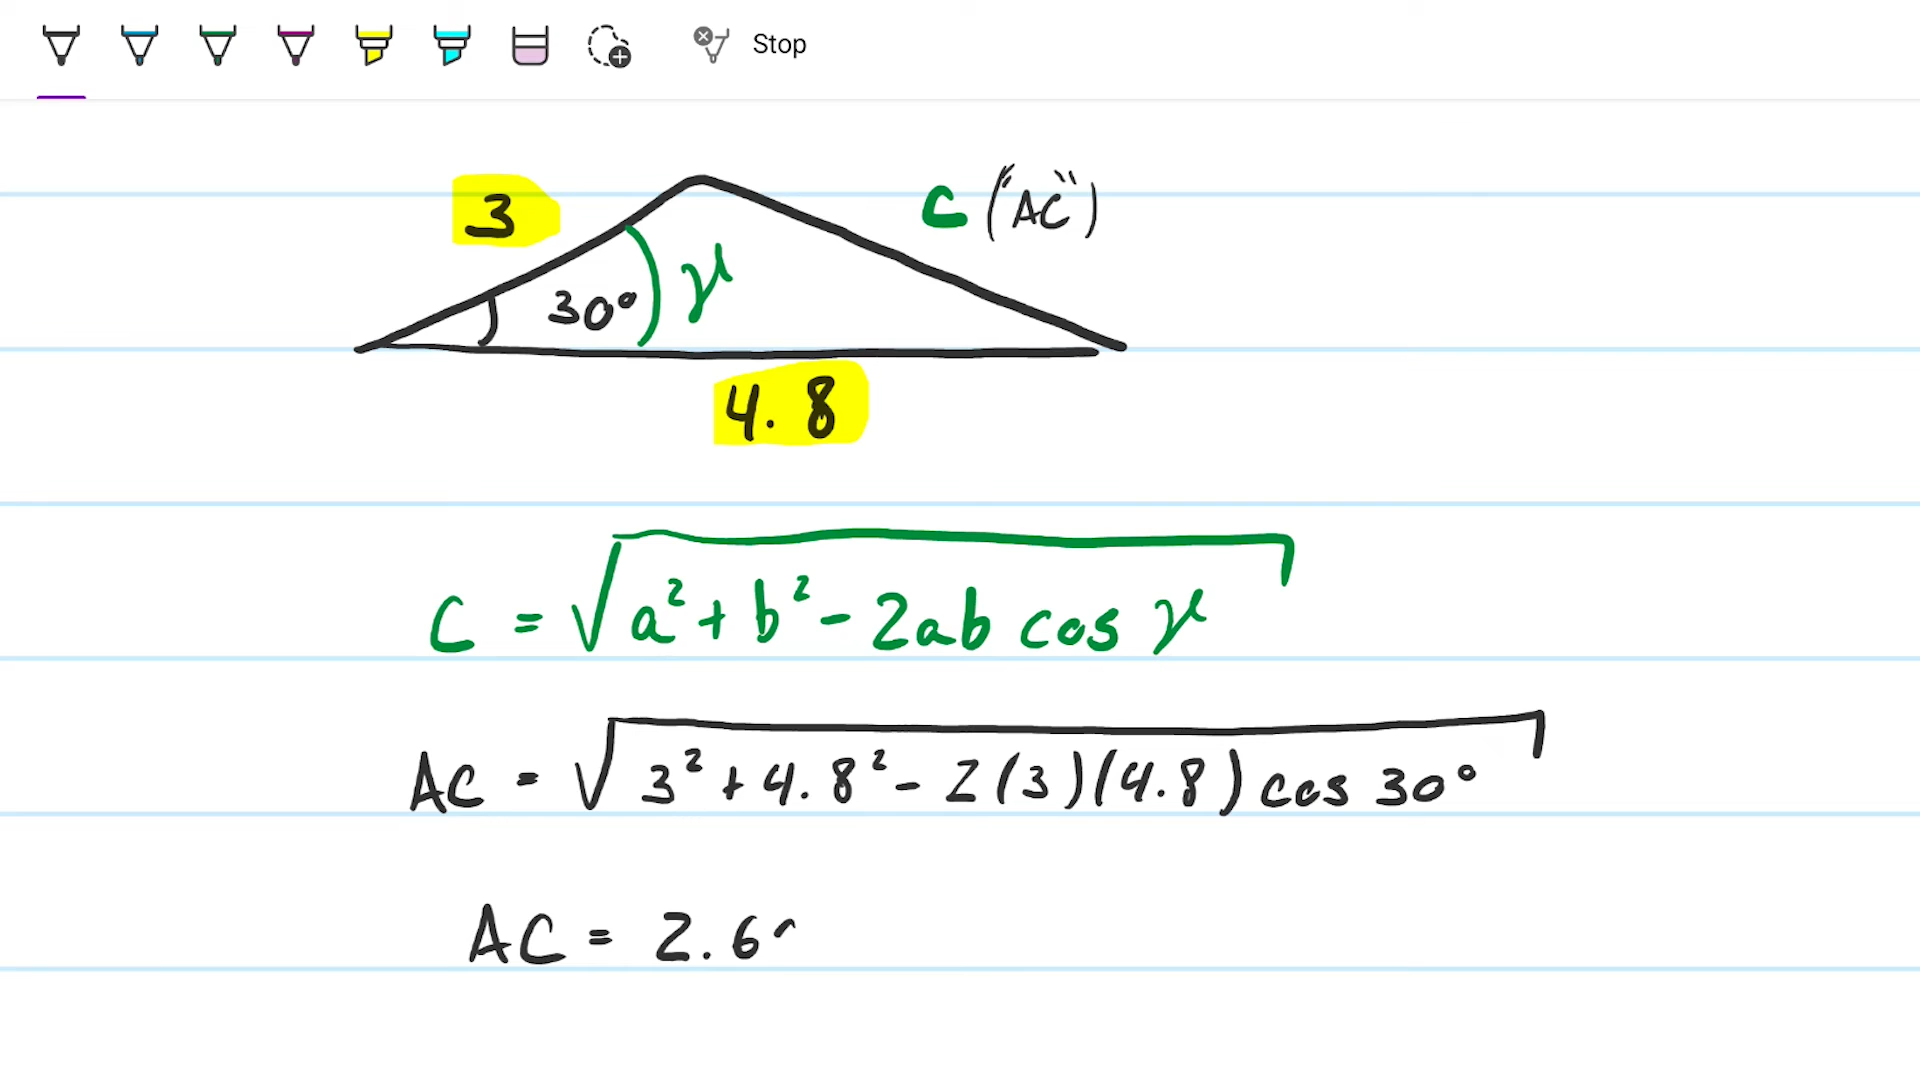 Stop
3
C ("AC")
30° γ
4.8
C = √a² + b² - 2ab cos γ
AC = √3² + 4.8² - 2(3)(4.8) cos 30°
AC = 2.6